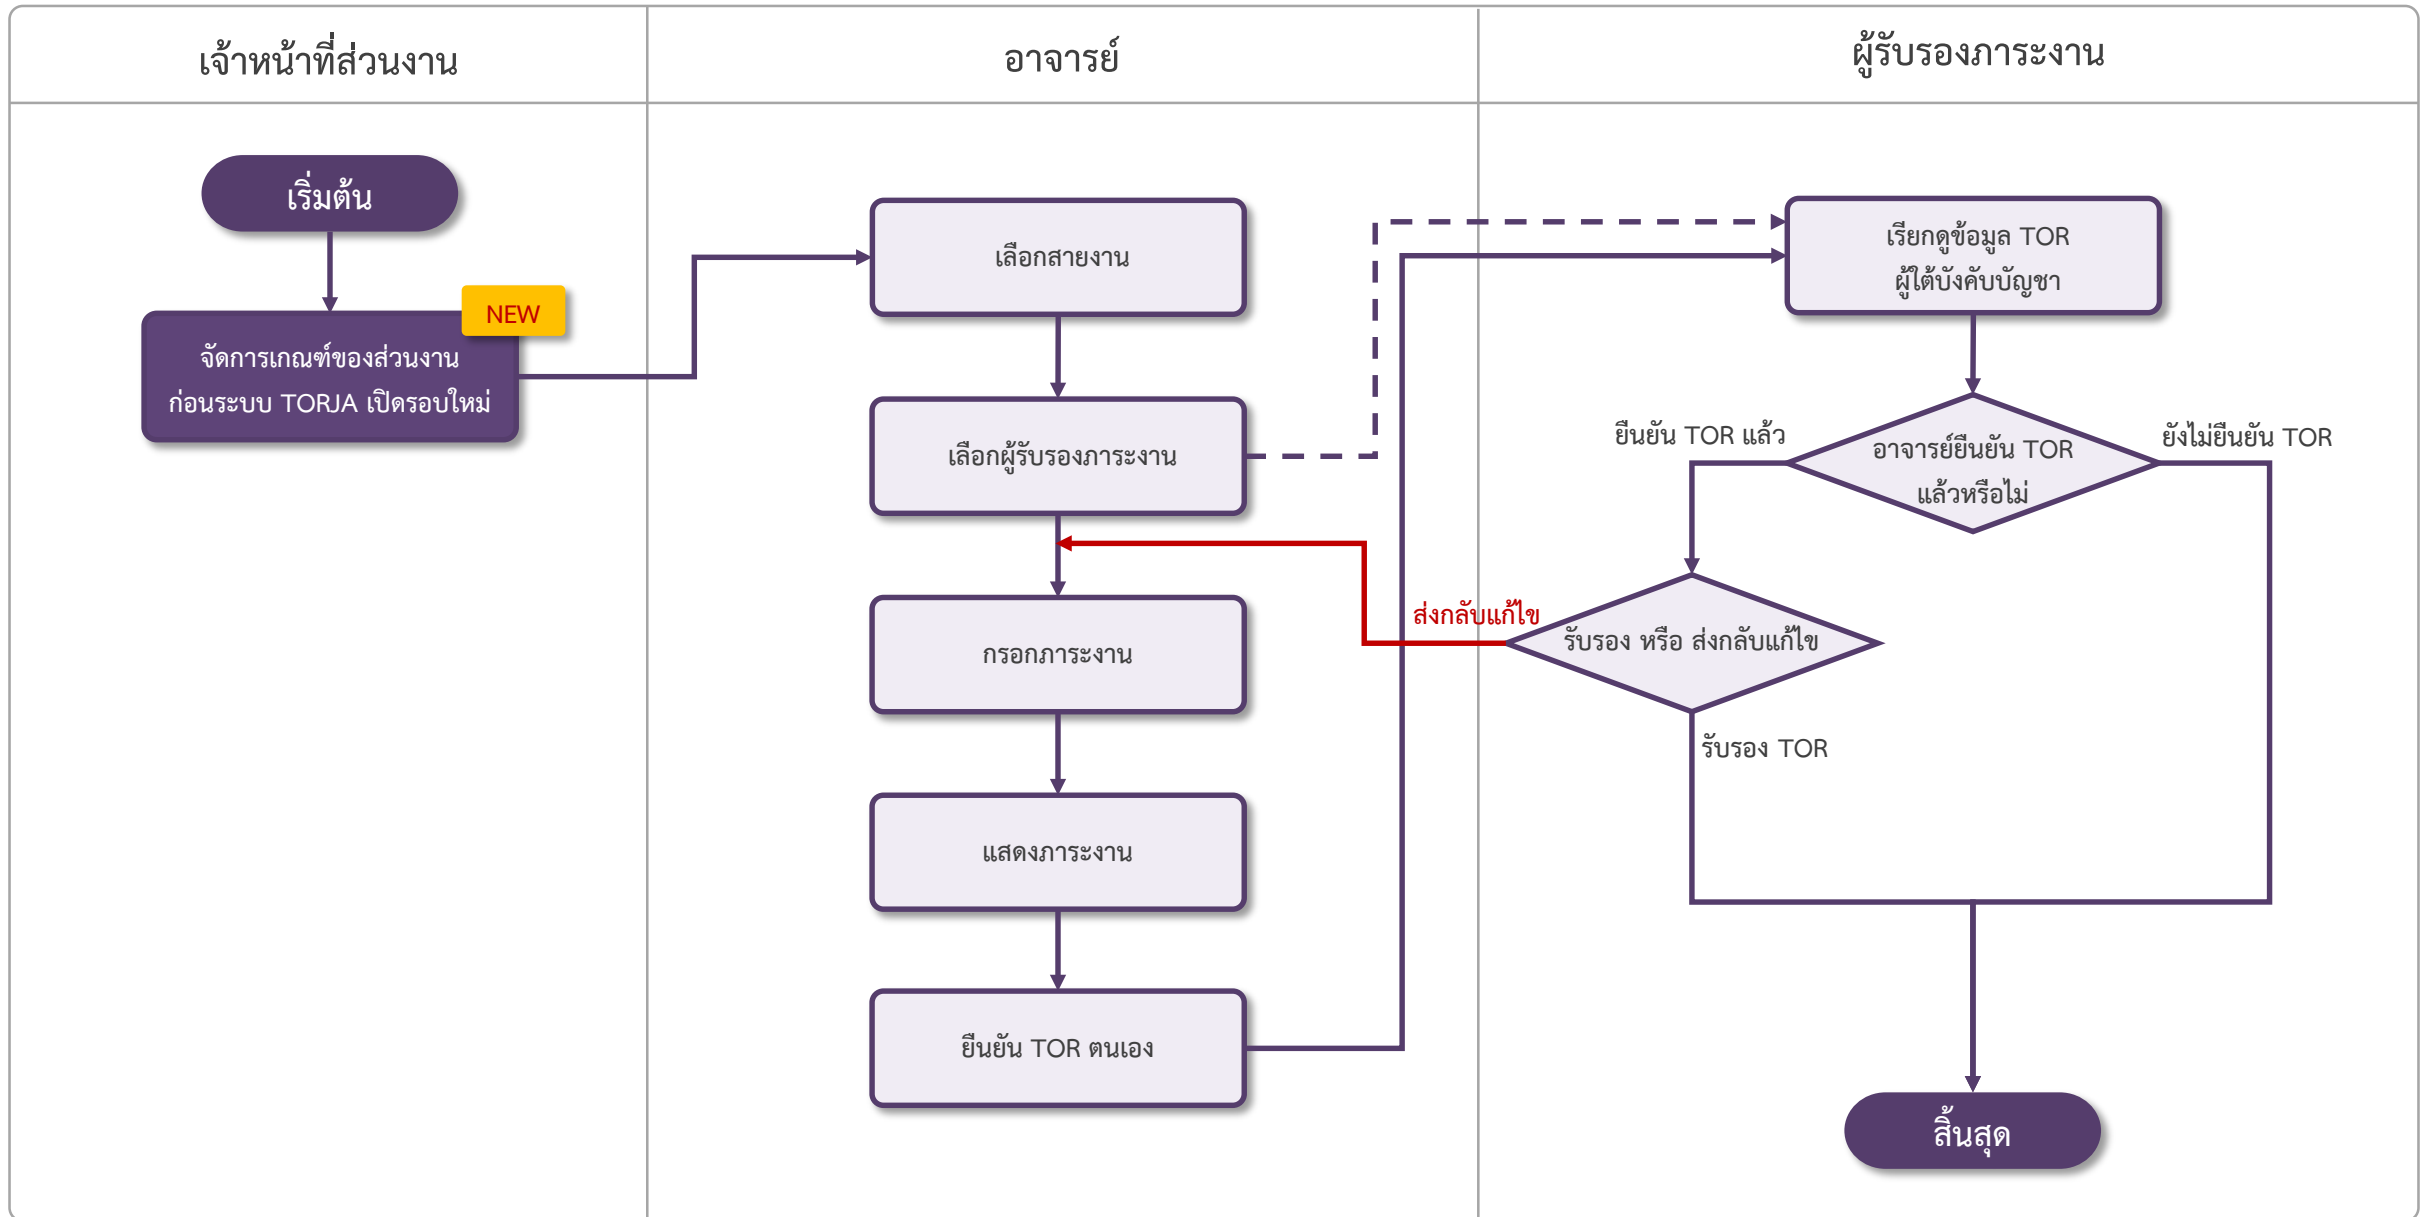 เจ้าหน้าที่ส่วนงาน
อาจารย์
ผู้รับรองภาระงาน
เริ่มต้น
NEW
จัดการเกณฑ์ของส่วนงาน
ก่อนระบบ TORJA เปิดรอบใหม่
เลือกสายงาน
เลือกผู้รับรองภาระงาน
กรอกภาระงาน
แสดงภาระงาน
ยืนยัน TOR ตนเอง
เรียกดูข้อมูล TOR
ผู้ใต้บังคับบัญชา
ยืนยัน TOR แล้ว
อาจารย์ยืนยัน TOR
แล้วหรือไม่
ยังไม่ยืนยัน TOR
ส่งกลับแก้ไข
รับรอง หรือ ส่งกลับแก้ไข
รับรอง TOR
สิ้นสุด